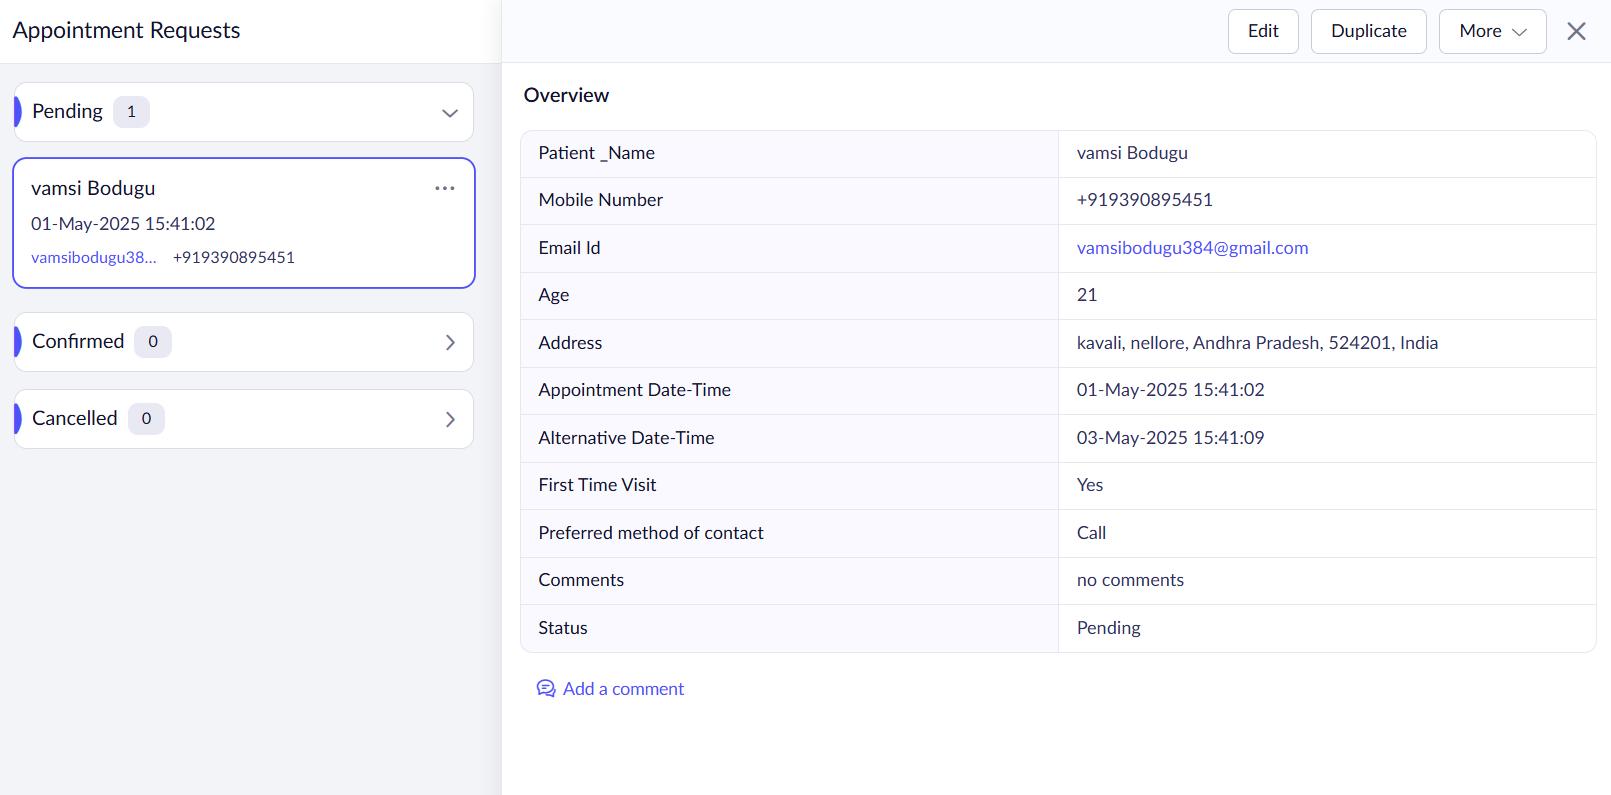 Appointment Requests
Edit
Duplicate
More
Pending 1
vamsi Bodugu
01-May-2025 15:41:02
vamsibodugu38... +919390895451
Confirmed 0
Cancelled 0
Overview
Patient _Name vamsi Bodugu
Mobile Number +919390895451
Email Id vamsibodugu384@gmail.com
Age 21
Address kavali, nellore, Andhra Pradesh, 524201, India
Appointment Date-Time 01-May-2025 15:41:02
Alternative Date-Time 03-May-2025 15:41:09
First Time Visit Yes
Preferred method of contact Call
Comments no comments
Status Pending
Add a comment